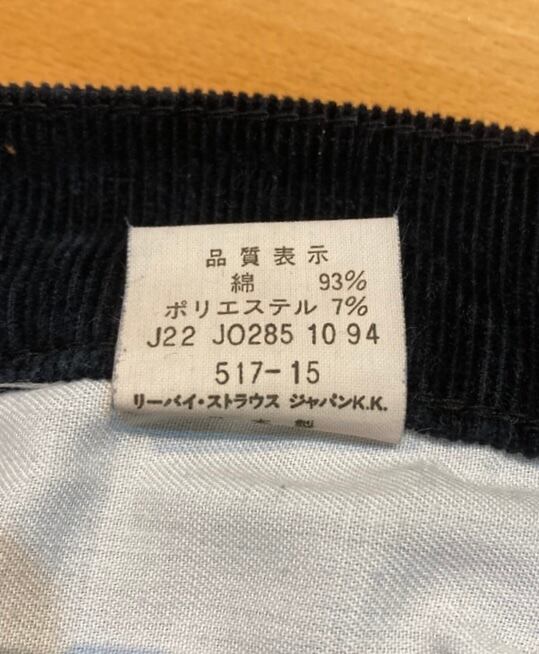 品質表示
綿 93%
ポリエステル 7%
J22 JO285 10 94
517-15
リーバイ・ストラウス ジャパンK.K.